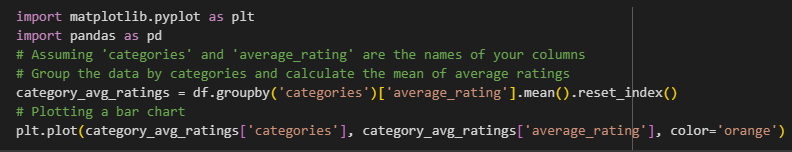 import matplotlib.pyplot as plt
import pandas as pd
# Assuming 'categories' and 'average_rating' are the names of your columns
# Group the data by categories and calculate the mean of average ratings
category_avg_ratings = df.groupby('categories')['average_rating'].mean().reset_index()
# Plotting a bar chart
plt.plot(category_avg_ratings['categories'], category_avg_ratings['average_rating'], color='orange')